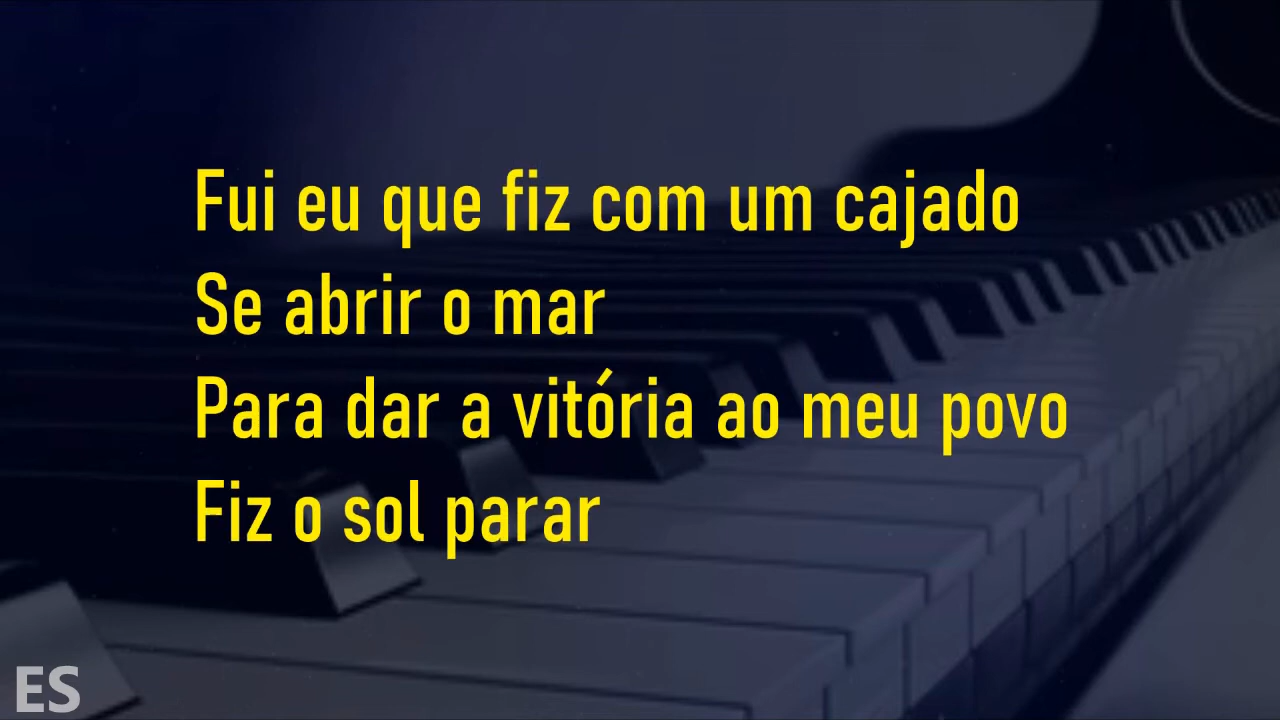 Fui eu que fiz com um cajado
Se abrir o mar
Para dar a vitória ao meu povo
Fiz o sol parar
ES